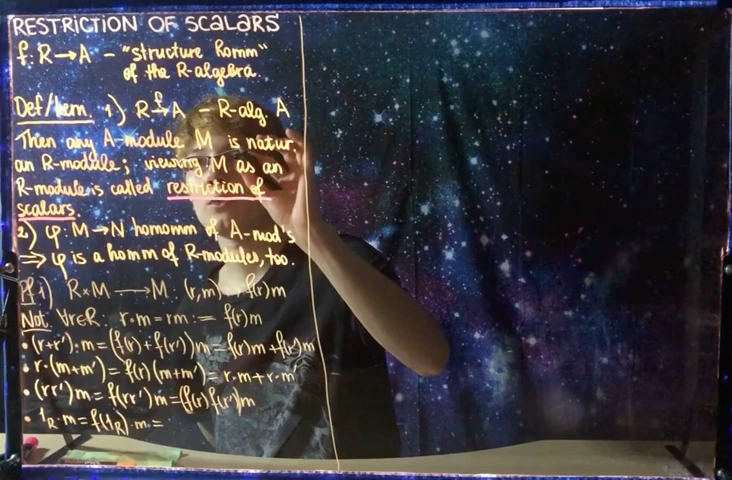 RESTRICTION OF SCALARS
f: R→A - "structure homm"
of the R-algebra
Def/Lem 1) R f→ A R-alg. A
Then any A-module M is natur.
an R-module; viewing M as an
R-module is called restriction of
scalars
2) φ: M→N homomm of A-mod's
⇒ φ is a homm of R-modules, too.
Pf 1) R×M ⟶ M (r,m) ↦ f(r)m
Not. ∀r∈R r·m = rm := f(r)m
• (r+r')·m = (f(r)+f(r'))m = f(r)m + f(r')m
• r·(m+m') = f(r)(m+m') = r·m + r·m'
• (rr')m = f(rr')m = (f(r)f(r'))m
• 1_R·m = f(1_R)·m =